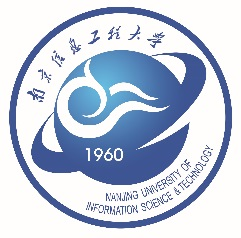 南京信息工程大学
1960
NANJING UNIVERSITY OF
INFORMATION SCIENCE & TECHNOLOGY